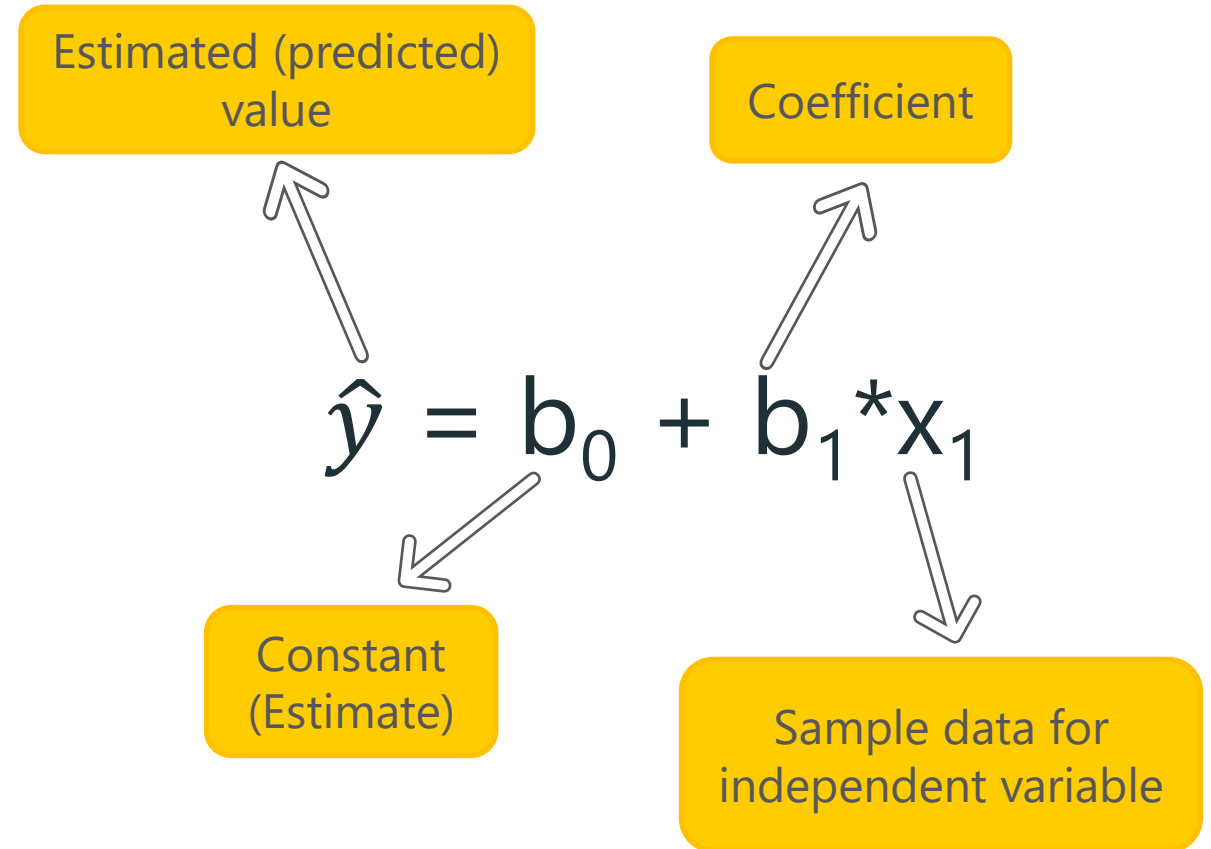 Estimated (predicted)
value
Coefficient
ŷ = b₀ + b₁*x₁
Constant
(Estimate)
Sample data for
independent variable